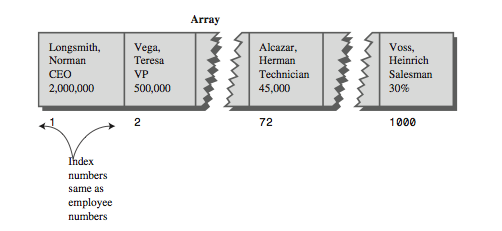 Array
Longsmith,
Norman
CEO
2,000,000
Vega,
Teresa
VP
500,000
Alcazar,
Herman
Technician
45,000
Voss,
Heinrich
Salesman
30%
1
2
72
1000
Index
numbers
same as
employee
numbers